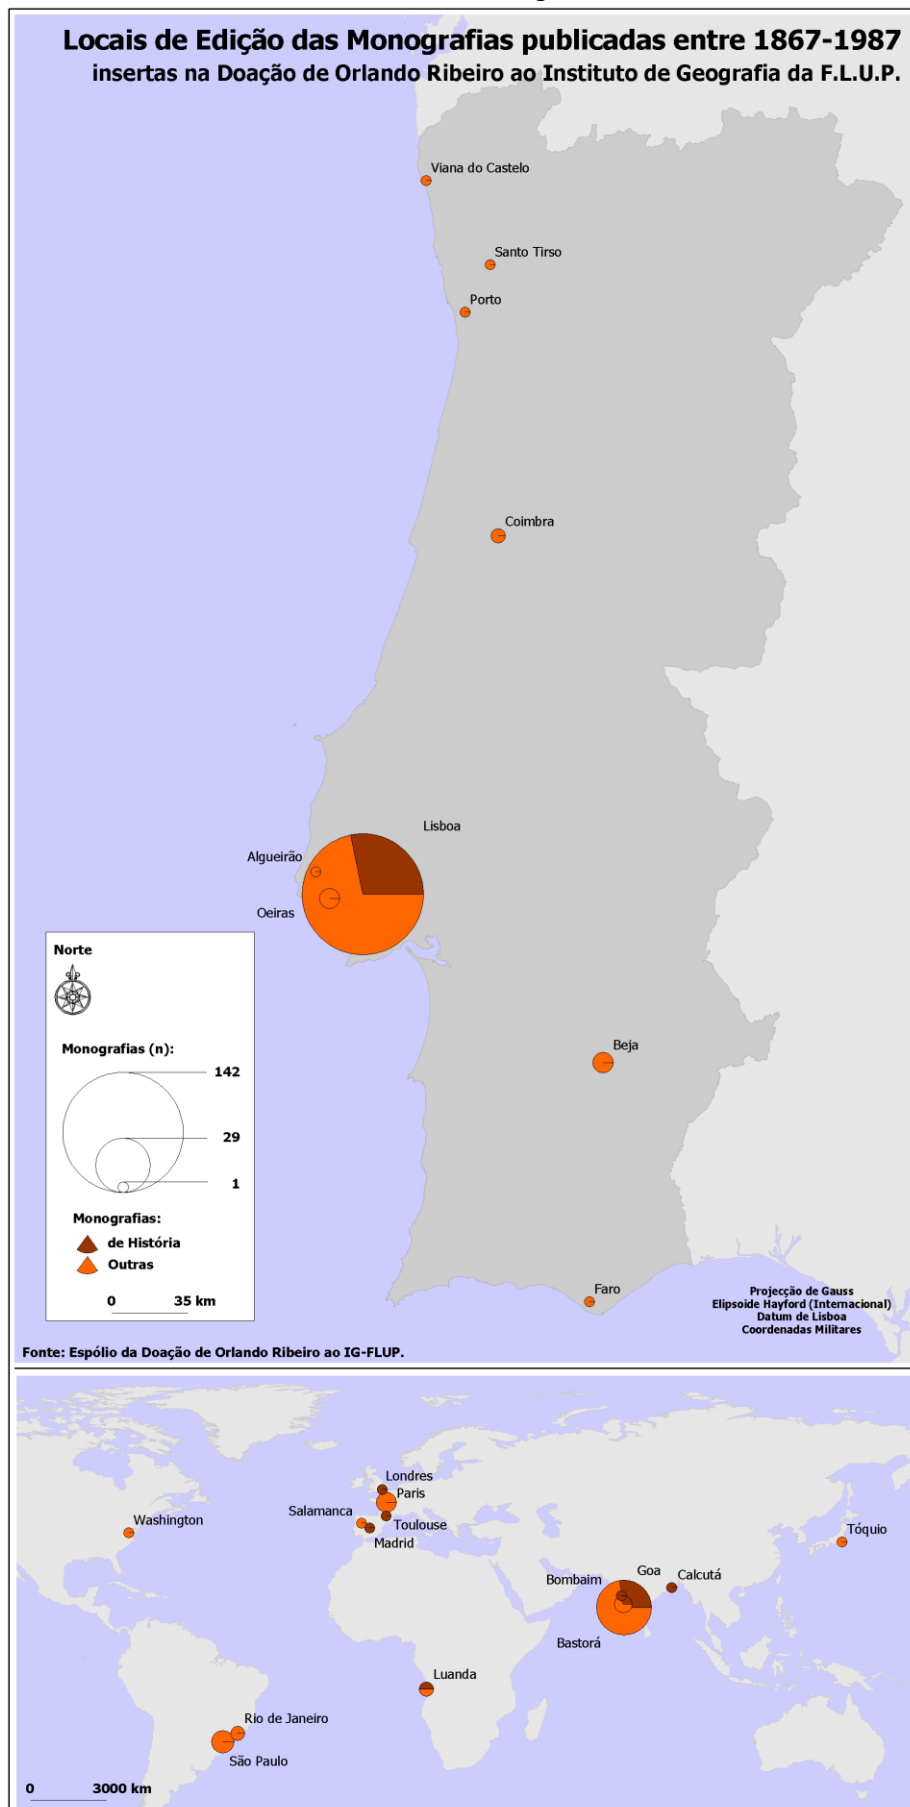 Locais de Edição das Monografias publicadas entre 1867-1987
insertas na Doação de Orlando Ribeiro ao Instituto de Geografia da F.L.U.P.
Viana do Castelo
Santo Tirso
Porto
Coimbra
Lisboa
Algueirão
Oeiras
Beja
Faro
Norte
Monografias (n):
142
29
1
Monografias:
de História
Outras
0 35 km
Projecção de Gauss
Elipsoide Hayford (Internacional)
Datum de Lisboa
Coordenadas Militares
Fonte: Espólio da Doação de Orlando Ribeiro ao IG-FLUP.
Londres
Paris
Salamanca
Toulouse
Madrid
Washington
Tóquio
Goa
Calcutá
Bombaim
Bastorá
Luanda
Rio de Janeiro
São Paulo
0 3000 km